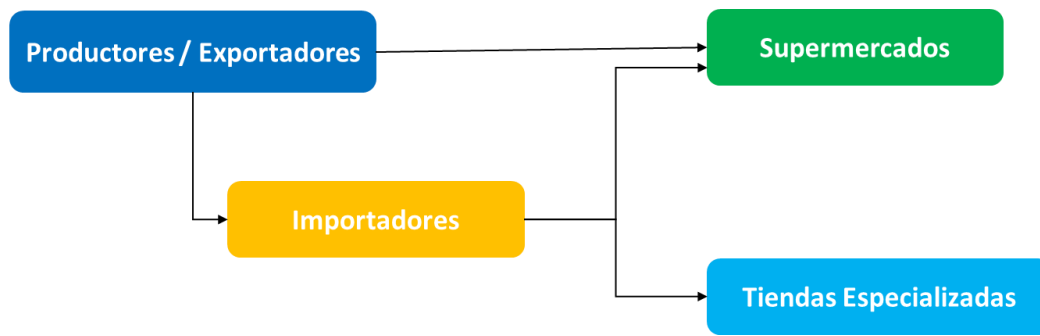 Productores / Exportadores
Supermercados
Importadores
Tiendas Especializadas